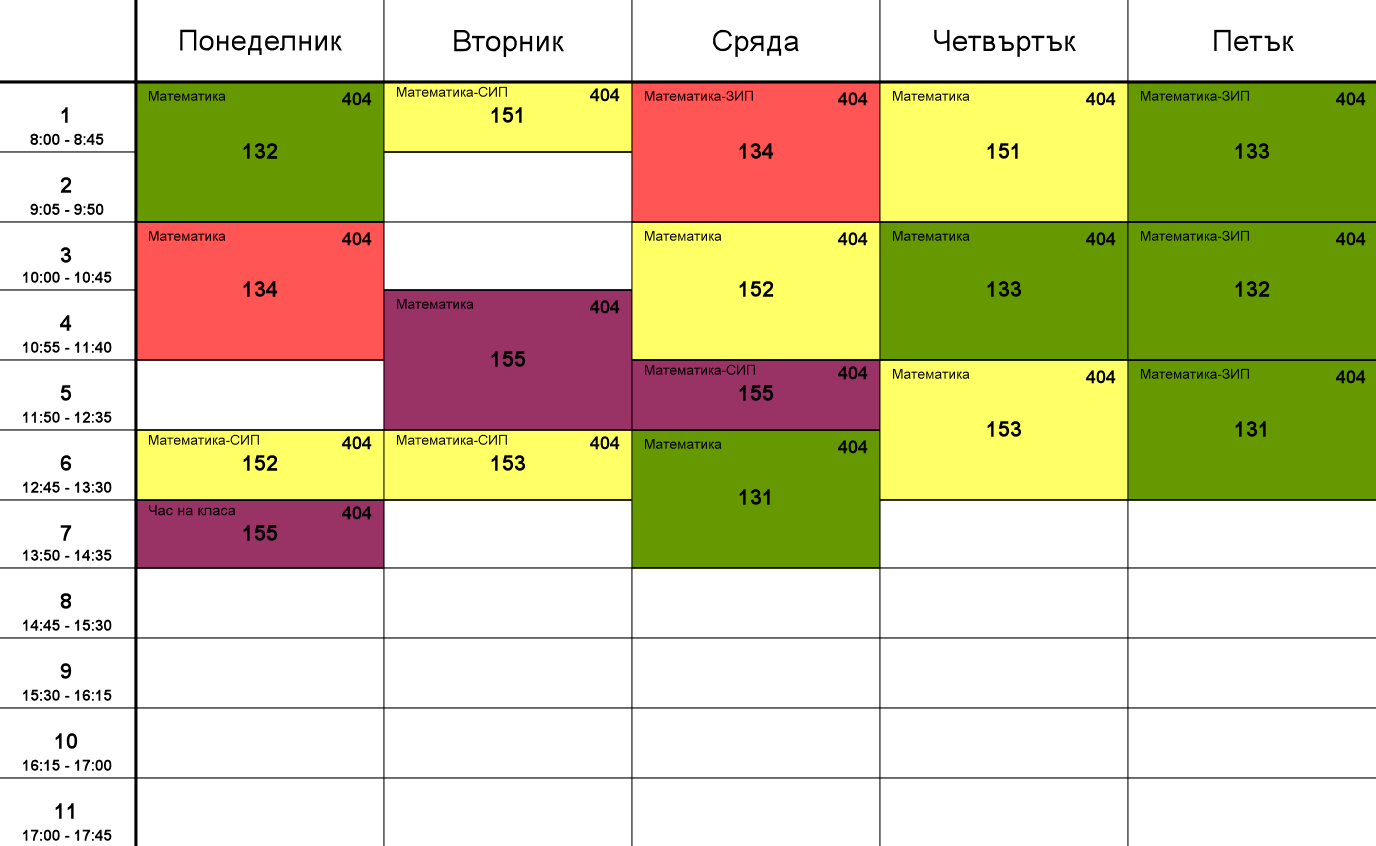 Понеделник Вторник Сряда Четвъртък Петък
1
8:00 - 8:45
Математика 404
132
Математика-СИП 404
151
Математика-ЗИП 404
134
Математика 404
151
Математика-ЗИП 404
133
2
9:05 - 9:50
3
10:00 - 10:45
Математика 404
134
Математика 404
152
Математика 404
133
Математика-ЗИП 404
132
4
10:55 - 11:40
Математика 404
155
5
11:50 - 12:35
Математика-СИП 404
155
Математика 404
153
Математика-ЗИП 404
131
6
12:45 - 13:30
Математика-СИП 404
152
Математика-СИП 404
153
Математика 404
131
7
13:50 - 14:35
Час на класа 404
155
8
14:45 - 15:30
9
15:30 - 16:15
10
16:15 - 17:00
11
17:00 - 17:45